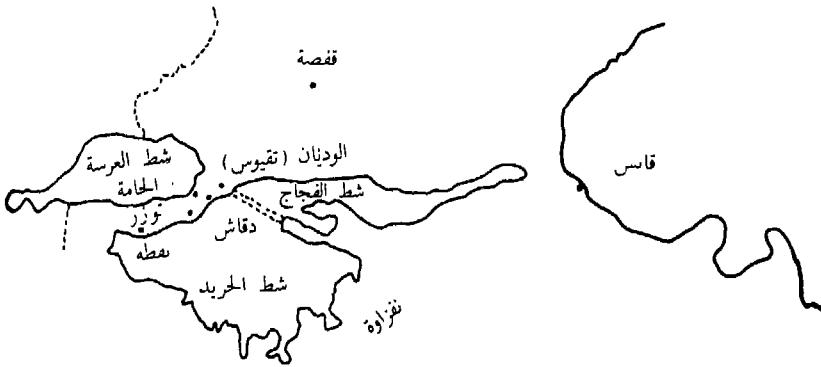 قفصة
شط العرسة
الوديان (تقيوس)
قابس
الحامة
شط الفجاج
توزر
دقاش
نفطه
شط الجريد
نفزاوة